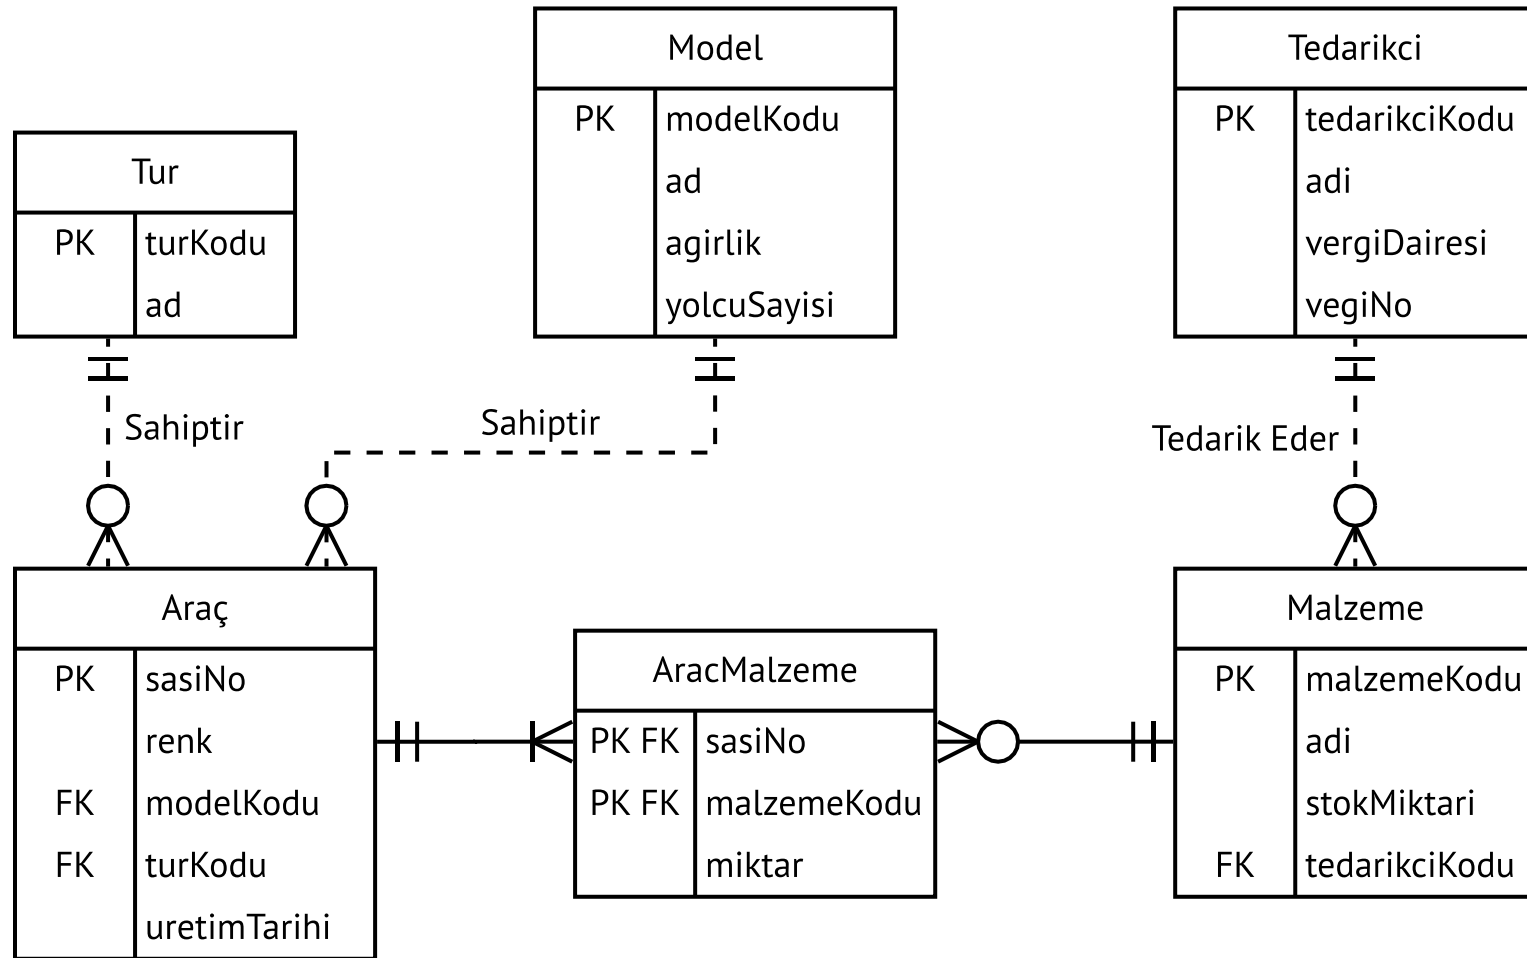 Model
PK modelKodu
ad
agirlik
yolcuSayisi
Tedarikci
PK tedarikciKodu
adi
vergiDairesi
vegiNo
Tur
PK turKodu
ad
Sahiptir
Sahiptir
Tedarik Eder
Araç
PK sasiNo
renk
FK modelKodu
FK turKodu
uretimTarihi
AracMalzeme
PK FK sasiNo
PK FK malzemeKodu
miktar
Malzeme
PK malzemeKodu
adi
stokMiktari
FK tedarikciKodu